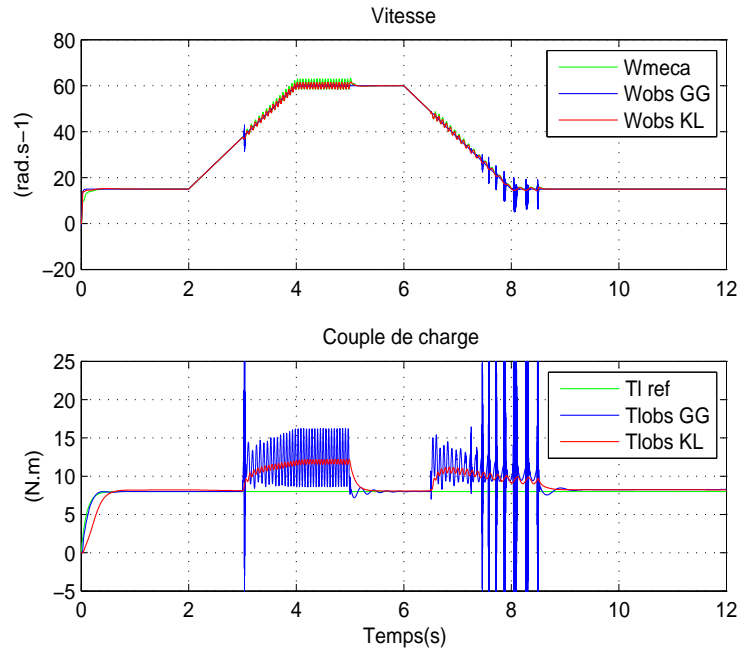 Vitesse
80
60
40
20
0
−20
(rad.s−1)
Wmeca
Wobs GG
Wobs KL
0 2 4 6 8 10 12
Couple de charge
25
20
15
10
5
0
−5
(N.m)
Tl ref
Tlobs GG
Tlobs KL
0 2 4 6 8 10 12
Temps(s)